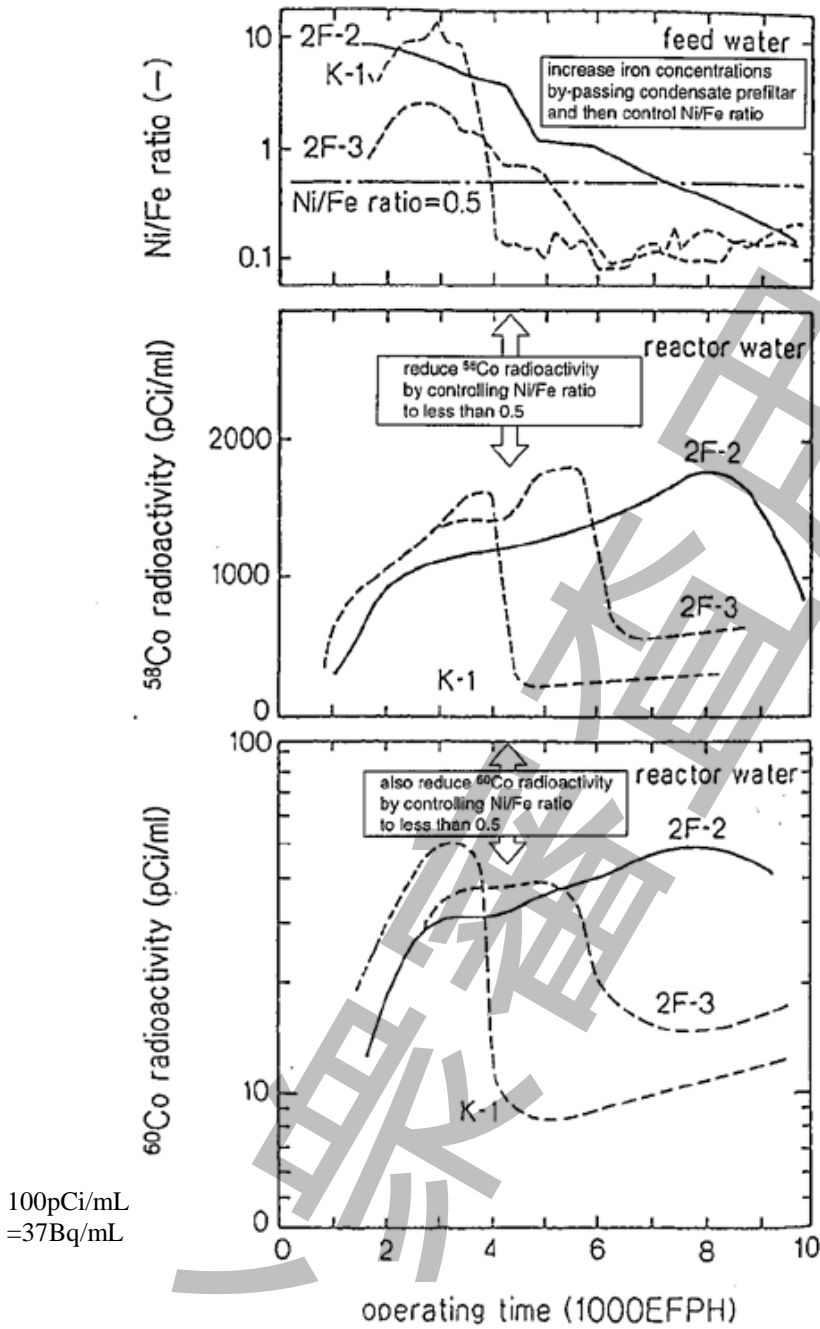 feed water
2F-2
K-1
2F-3
increase iron concentrations
by-passing condensate prefiltar
and then control Ni/Fe ratio
Ni/Fe ratio=0.5
Ni/Fe ratio (−)
10
1
0.1
reactor water
reduce ⁵⁸Co radioactivity
by controlling Ni/Fe ratio
to less than 0.5
2F-2
2F-3
K-1
⁵⁸Co radioactivity (pCi/ml)
2000
1000
0
reactor water
also reduce ⁶⁰Co radioactivity
by controlling Ni/Fe ratio
to less than 0.5
2F-2
2F-3
K-1
⁶⁰Co radioactivity (pCi/ml)
100
10
0
100pCi/mL
=37Bq/mL
0 2 4 6 8 10
operating time (1000EFPH)